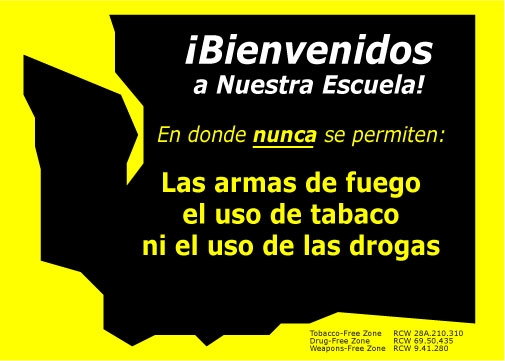 ¡Bienvenidos
a Nuestra Escuela!
En donde nunca se permiten:
Las armas de fuego
el uso de tabaco
ni el uso de las drogas
Tobacco-Free Zone RCW 28A.210.310
Drug-Free Zone RCW 69.50.435
Weapons-Free Zone RCW 9.41.280